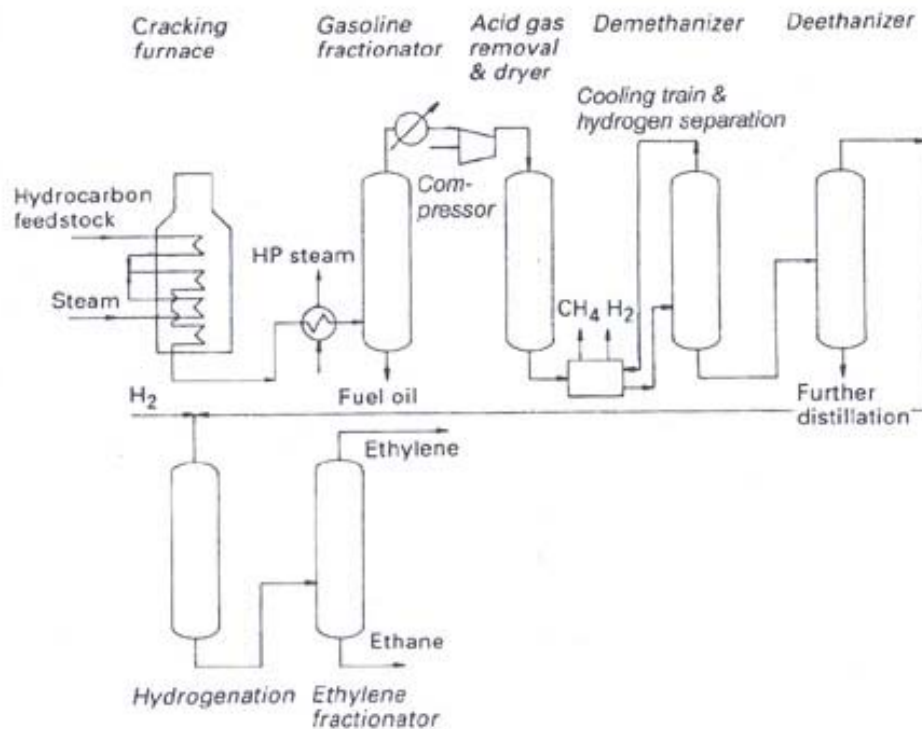 Cracking
furnace
Gasoline
fractionator
Acid gas
removal
& dryer
Demethanizer
Deethanizer
Cooling train &
hydrogen separation
Com-
pressor
Hydrocarbon
feedstock
HP steam
Steam
CH4 H2
Fuel oil
Further
distillation
H2
Ethylene
Ethane
Hydrogenation
Ethylene
fractionator